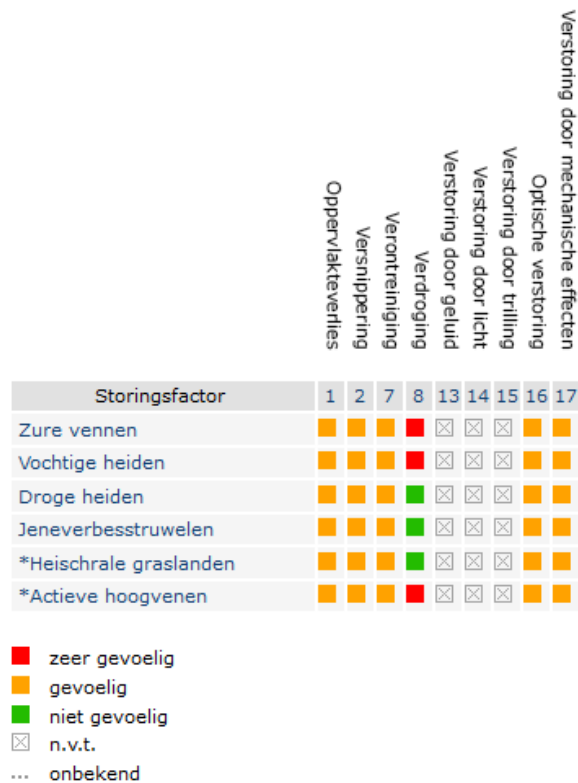 Oppervlakteverlies
Versnippering
Verontreiniging
Verdroging
Verstoring door geluid
Verstoring door licht
Verstoring door trilling
Optische verstoring
Verstoring door mechanische effecten
Storingsfactor 1 2 7 8 13 14 15 16 17
Zure vennen
Vochtige heiden
Droge heiden
Jeneverbesstruwelen
*Heischrale graslanden
*Actieve hoogvenen
zeer gevoelig
gevoelig
niet gevoelig
n.v.t.
... onbekend